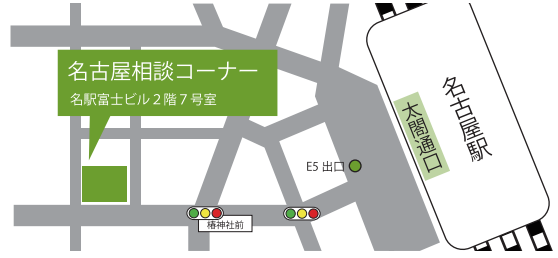 名古屋相談コーナー
名駅富士ビル２階７号室
名古屋駅
太閤通口
E5 出口
椿神社前